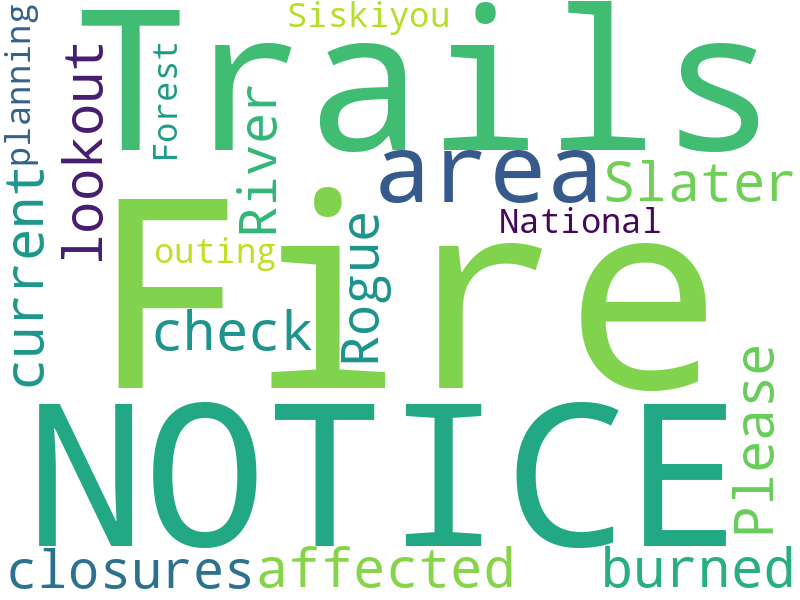 Siskiyou
Trails
planning
lookout
Forest
River
area
Slater
current
National
Fire
outing
Rogue
check
Please
NOTICE
closures
affected
burned